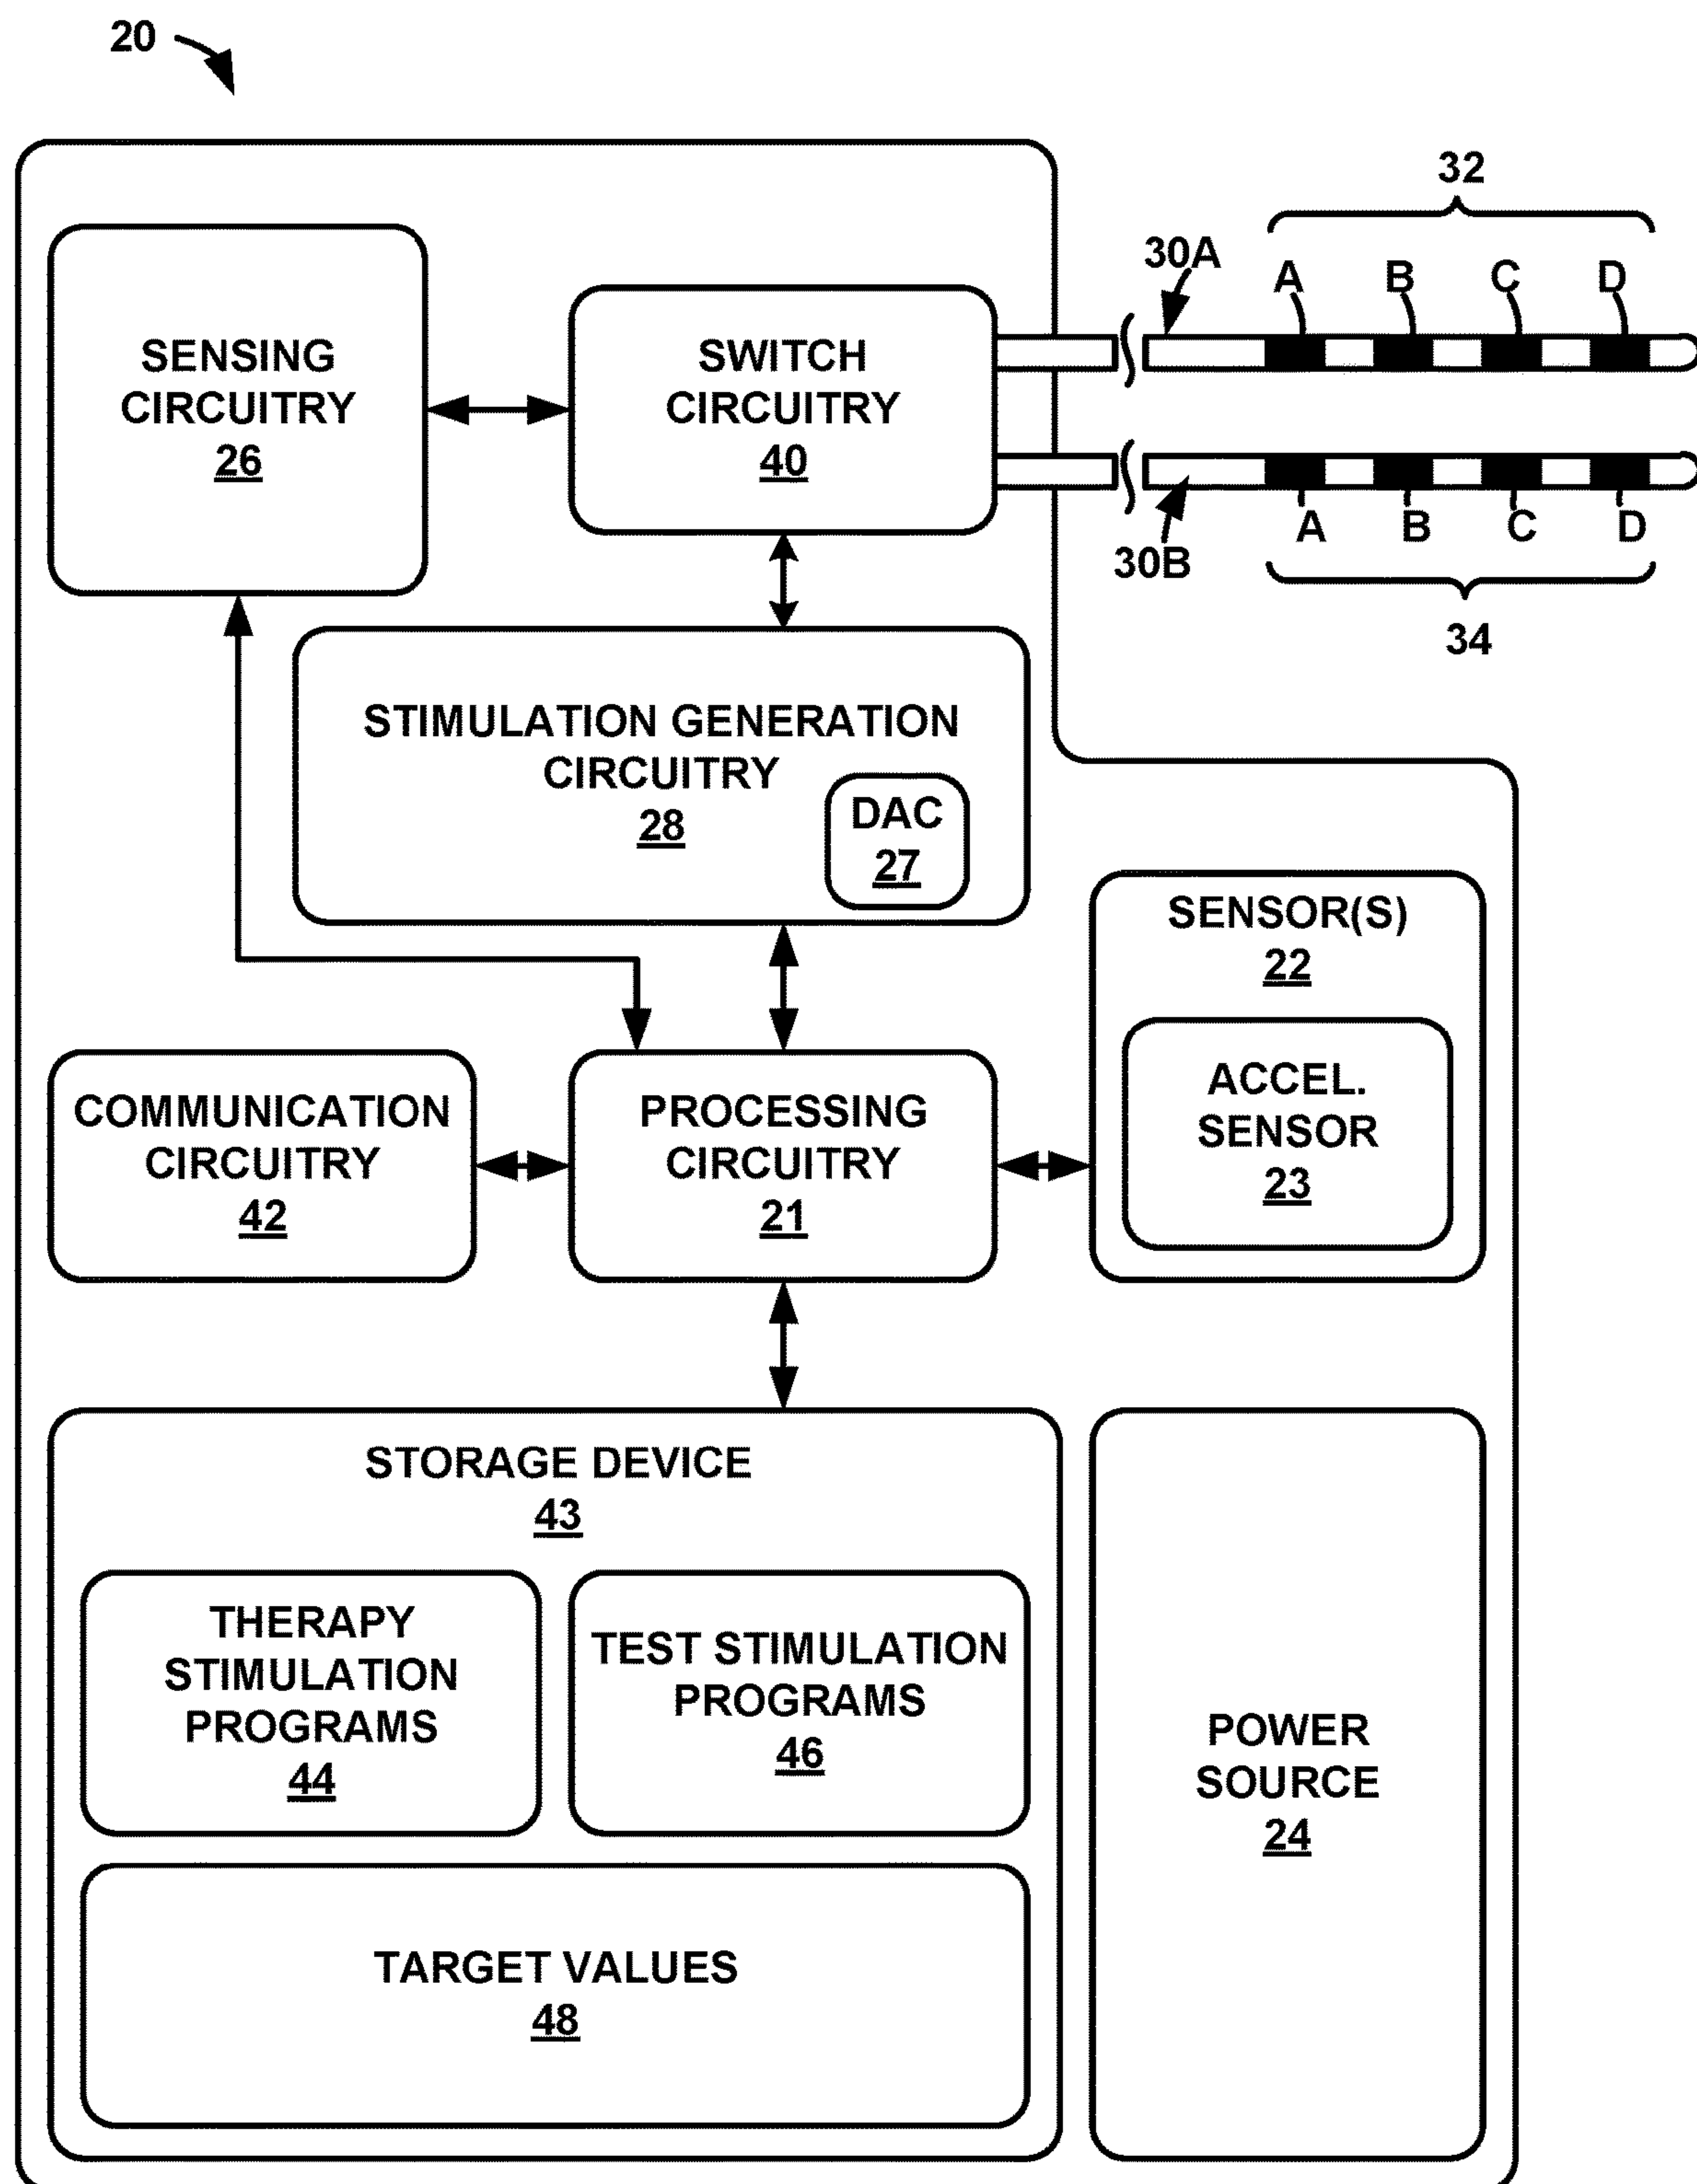 20
32
30A
A B C D
SENSING
CIRCUITRY
26
SWITCH
CIRCUITRY
40
A B C D
30B
34
STIMULATION GENERATION
CIRCUITRY
28
DAC
27
SENSOR(S)
22
ACCEL.
SENSOR
23
COMMUNICATION
CIRCUITRY
42
PROCESSING
CIRCUITRY
21
STORAGE DEVICE
43
THERAPY
STIMULATION
PROGRAMS
44
TEST STIMULATION
PROGRAMS
46
POWER
SOURCE
24
TARGET VALUES
48